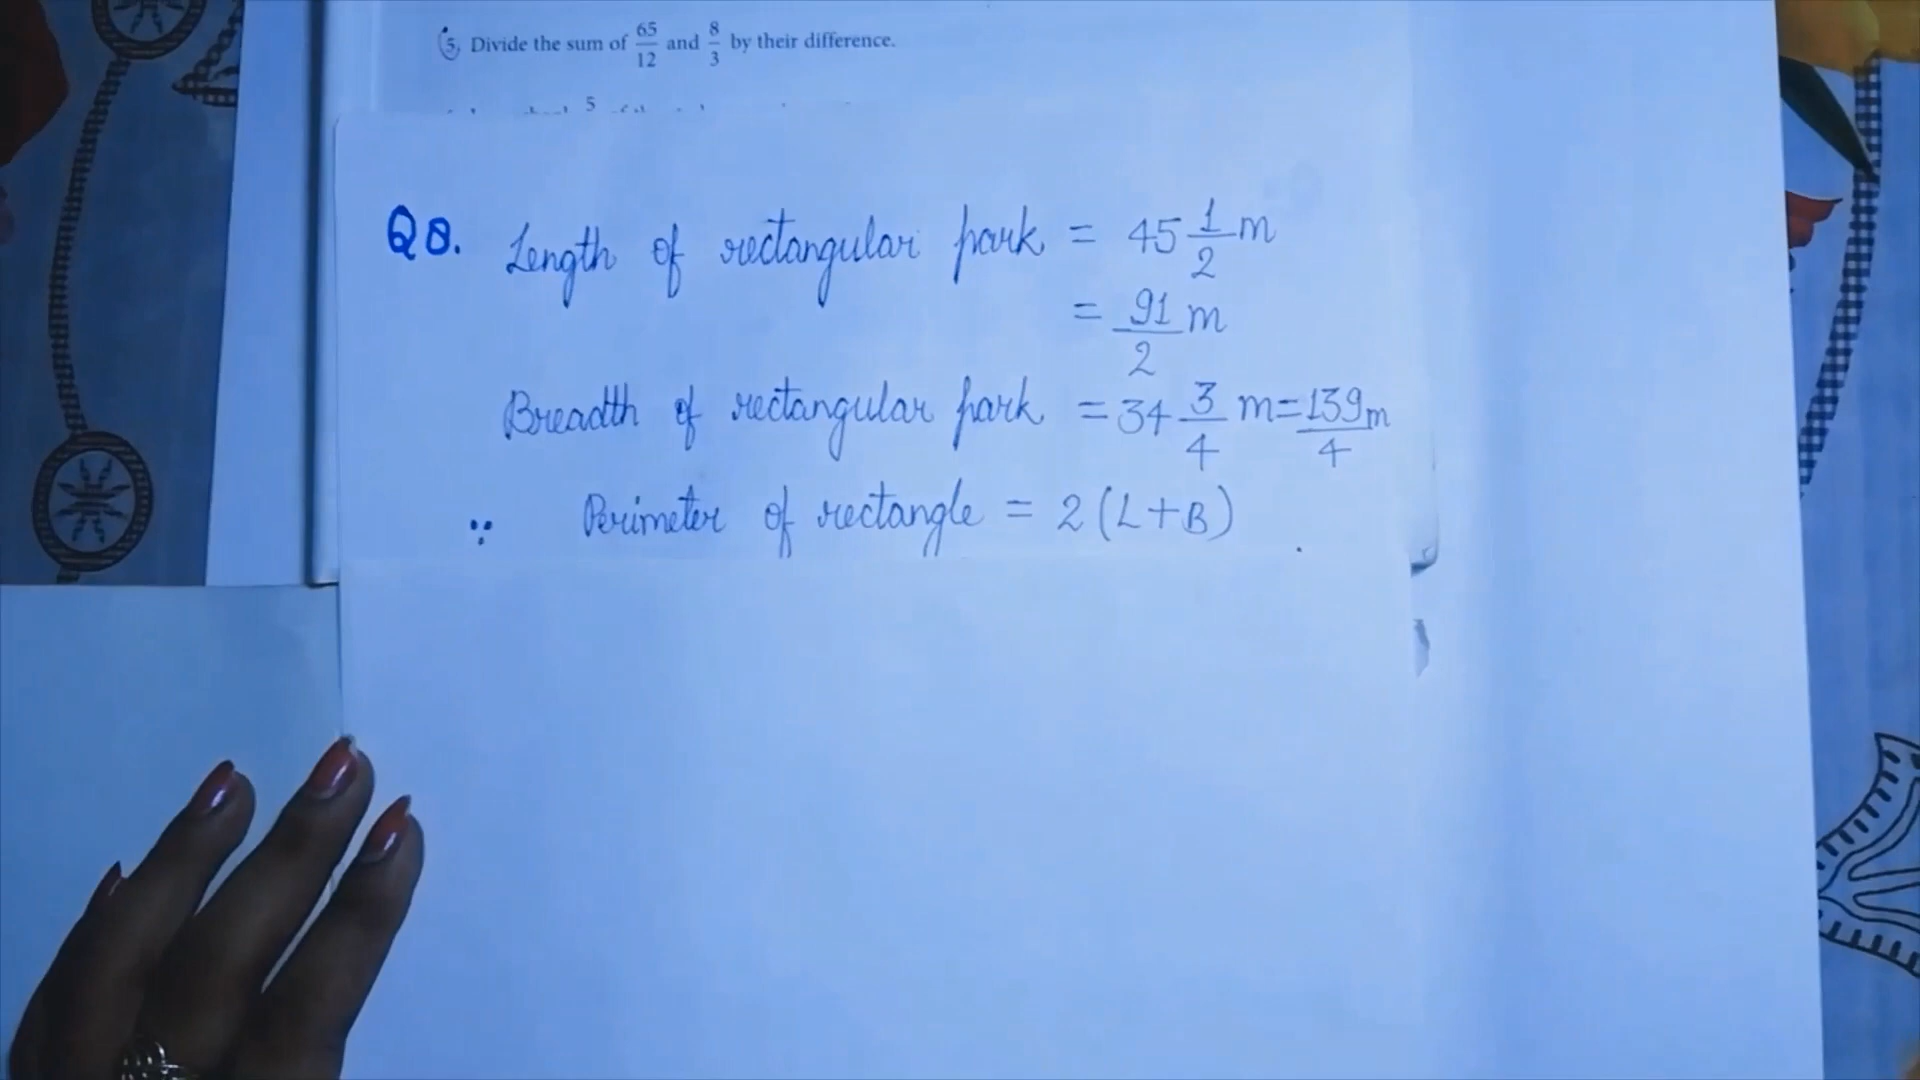 5. Divide the sum of 65/12 and 8/3 by their difference.
5
Q8. Length of rectangular park = 45 1/2 m
= 91/2 m
Breadth of rectangular park = 34 3/4 m = 139/4 m
∵ Perimeter of rectangle = 2 (L+B)